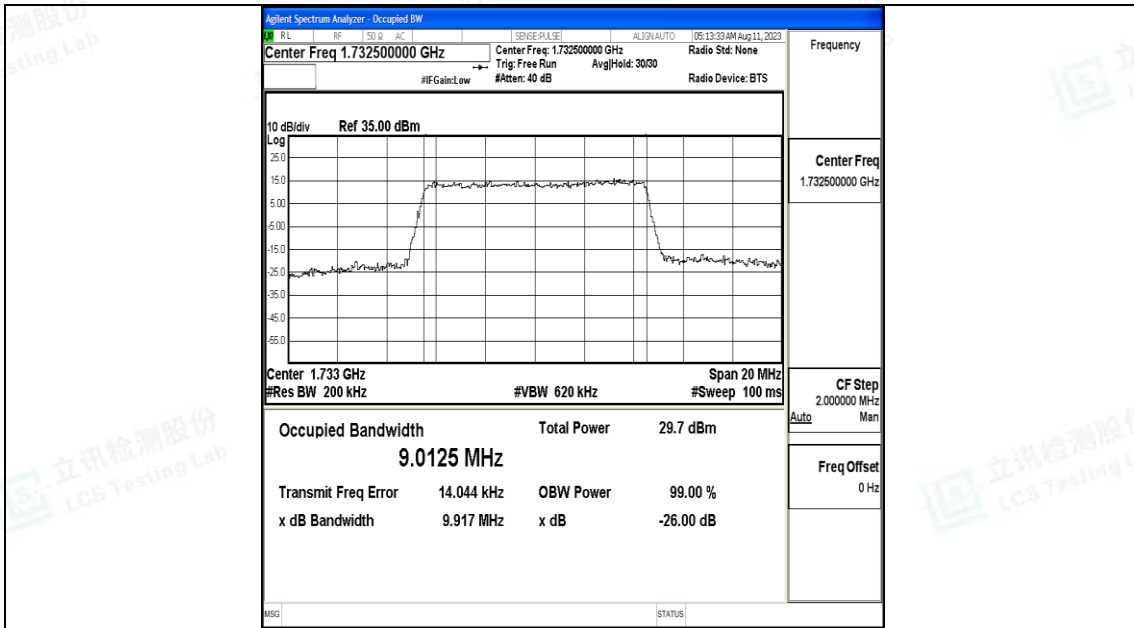 Agilent Spectrum Analyzer - Occupied BW
RL RF 50 Ω AC SENSE:PULSE ALIGN AUTO 05:13:33 AM Aug 11, 2023
Center Freq 1.732500000 GHz
Center Freq: 1.732500000 GHz
Radio Std: None
Trig: Free Run
Avg|Hold: 30/30
#IFGain:Low
#Atten: 40 dB
Radio Device: BTS
Frequency
10 dB/div
Ref 35.00 dBm
Log
25.0
15.0
5.00
-5.00
-15.0
-25.0
-35.0
-45.0
-55.0
Center Freq
1.732500000 GHz
Center 1.733 GHz
Span 20 MHz
#Res BW 200 kHz
#VBW 620 kHz
#Sweep 100 ms
CF Step
2.000000 MHz
Auto Man
Occupied Bandwidth
Total Power 29.7 dBm
9.0125 MHz
Freq Offset
0 Hz
Transmit Freq Error 14.044 kHz OBW Power 99.00 %
x dB Bandwidth 9.917 MHz x dB -26.00 dB
MSG
STATUS
立讯检测股份
LCS Testing Lab